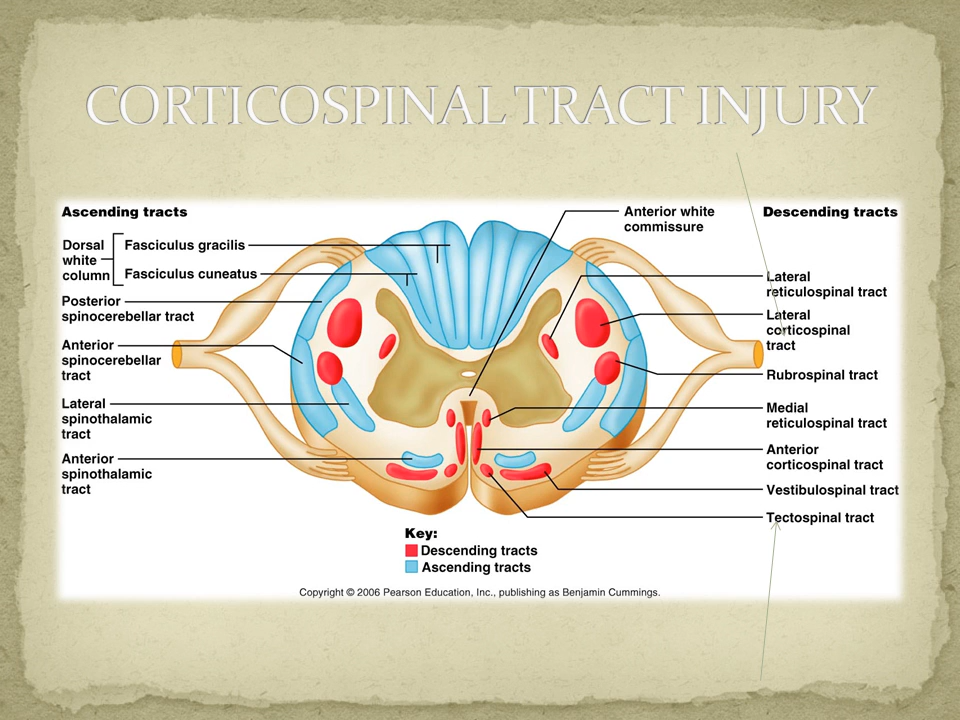 CORTICOSPINAL TRACT INJURY
Ascending tracts
Dorsal
white
column
Fasciculus gracilis
Fasciculus cuneatus
Posterior
spinocerebellar tract
Anterior
spinocerebellar
tract
Lateral
spinothalamic
tract
Anterior
spinothalamic
tract
Anterior white
commissure
Descending tracts
Lateral
reticulospinal tract
Lateral
corticospinal
tract
Rubrospinal tract
Medial
reticulospinal tract
Anterior
corticospinal tract
Vestibulospinal tract
Tectospinal tract
Key:
Descending tracts
Ascending tracts
Copyright © 2006 Pearson Education, Inc., publishing as Benjamin Cummings.